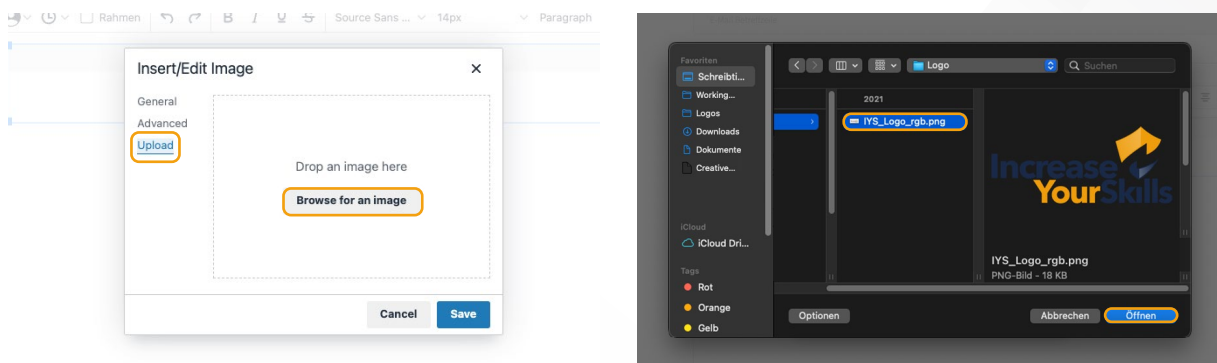 Rahmen B I U S Source Sans ... 14px Paragraph
Insert/Edit Image
General
Advanced
Upload
Drop an image here
Browse for an image
Cancel Save
Favoriten
Schreibti...
Working...
Logos
Downloads
Dokumente
Creative...
iCloud
iCloud Dri...
Tags
Rot
Orange
Gelb
Logo Suchen
2021
IYS_Logo_rgb.png
Increase
YourSkills
IYS_Logo_rgb.png
PNG-Bild - 18 KB
Optionen Abbrechen Öffnen